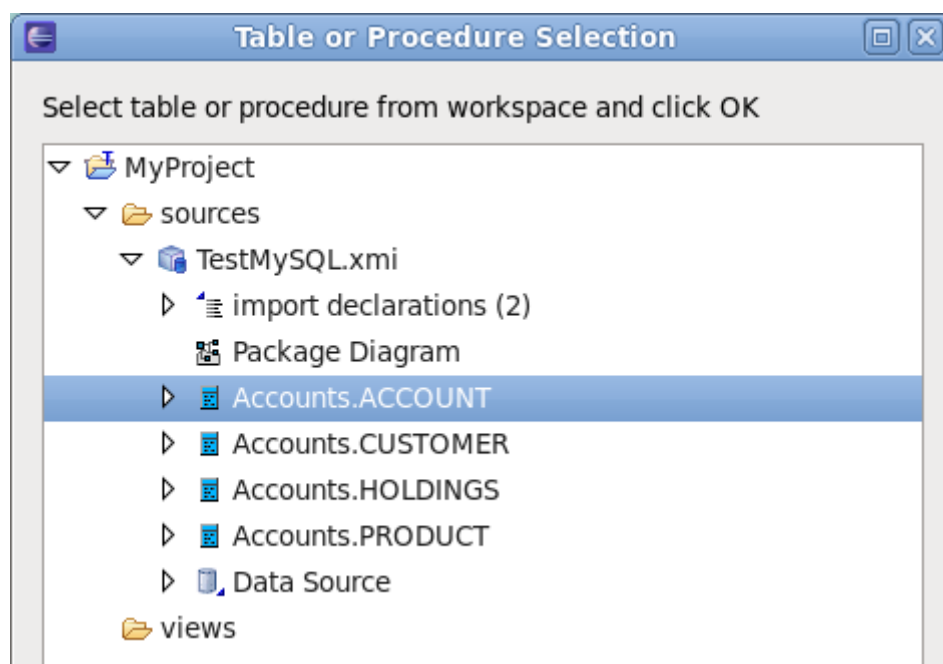 Table or Procedure Selection
Select table or procedure from workspace and click OK
MyProject
sources
TestMySQL.xmi
import declarations (2)
Package Diagram
Accounts.ACCOUNT
Accounts.CUSTOMER
Accounts.HOLDINGS
Accounts.PRODUCT
Data Source
views